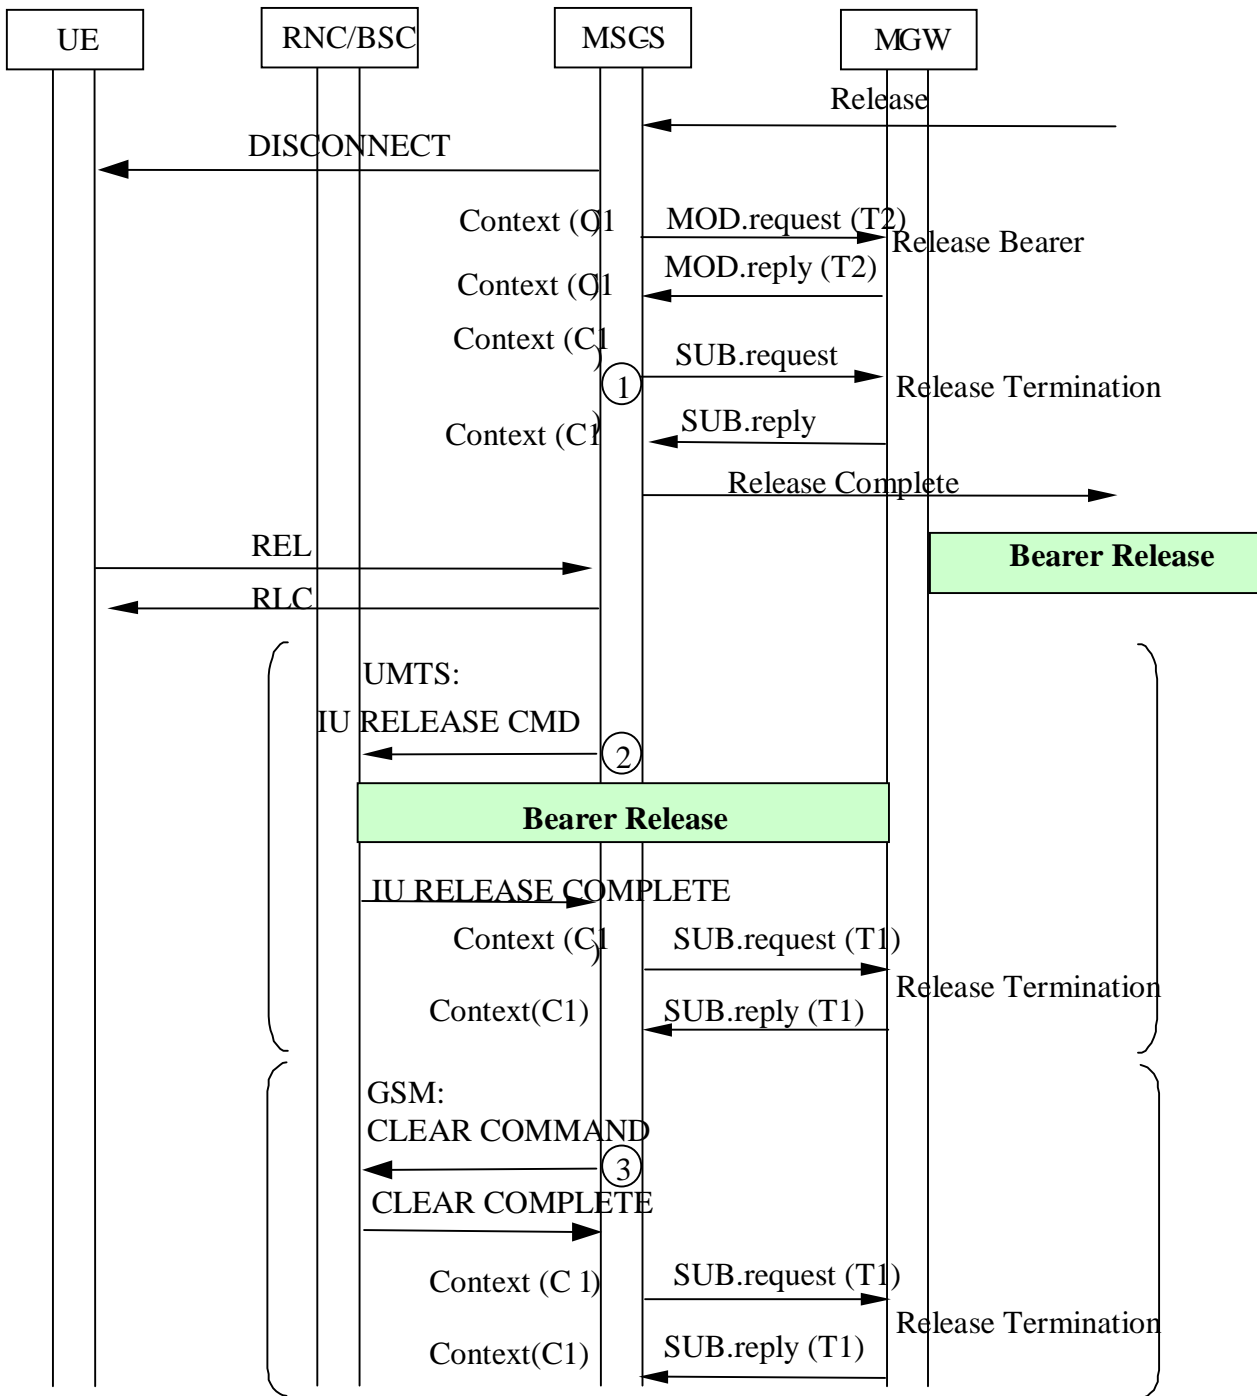 UE
RNC/BSC
MSC-S
MGW
Release
DISCONNECT
Context (C1)
MOD.request (T2)
Release Bearer
MOD.reply (T2)
Context (C1)
Context (C1)
SUB.request
1
Release Termination
Context (C1)
SUB.reply
Release Complete
REL
Bearer Release
RLC
UMTS:
IU RELEASE CMD
2
Bearer Release
IU RELEASE COMPLETE
Context (C1)
SUB.request (T1)
Release Termination
Context(C1)
SUB.reply (T1)
GSM:
CLEAR COMMAND
3
CLEAR COMPLETE
Context (C 1)
SUB.request (T1)
Release Termination
Context(C1)
SUB.reply (T1)